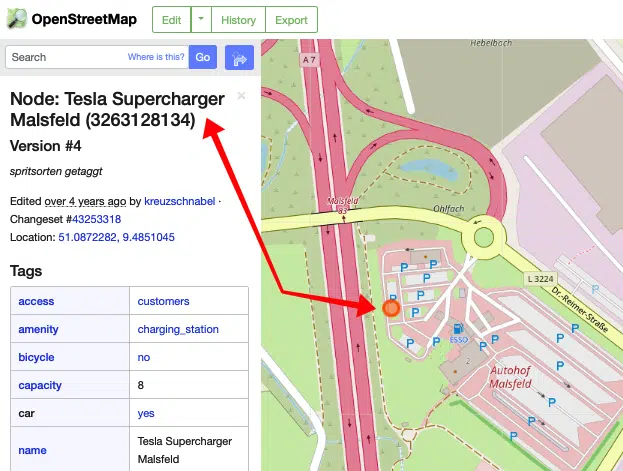 OpenStreetMap
Edit
History
Export
Search
Where is this?
Go
Node: Tesla Supercharger
Malsfeld (3263128134)
×
Version #4
spritsorten getaggt
Edited over 4 years ago by kreuzschnabel ·
Changeset #43253318
Location: 51.0872282, 9.4851045
Tags
access customers
amenity charging_station
bicycle no
capacity 8
car yes
name Tesla Supercharger
Malsfeld
Hebelbach
A 7
Malsfeld
83
Ohlfach
1
2
L 3224
Dr.-Reimer-Straße
P
P
P
P
P
P
P
P
P
ESSO
P
P
P
P
P
P
P
Autohof
Malsfeld